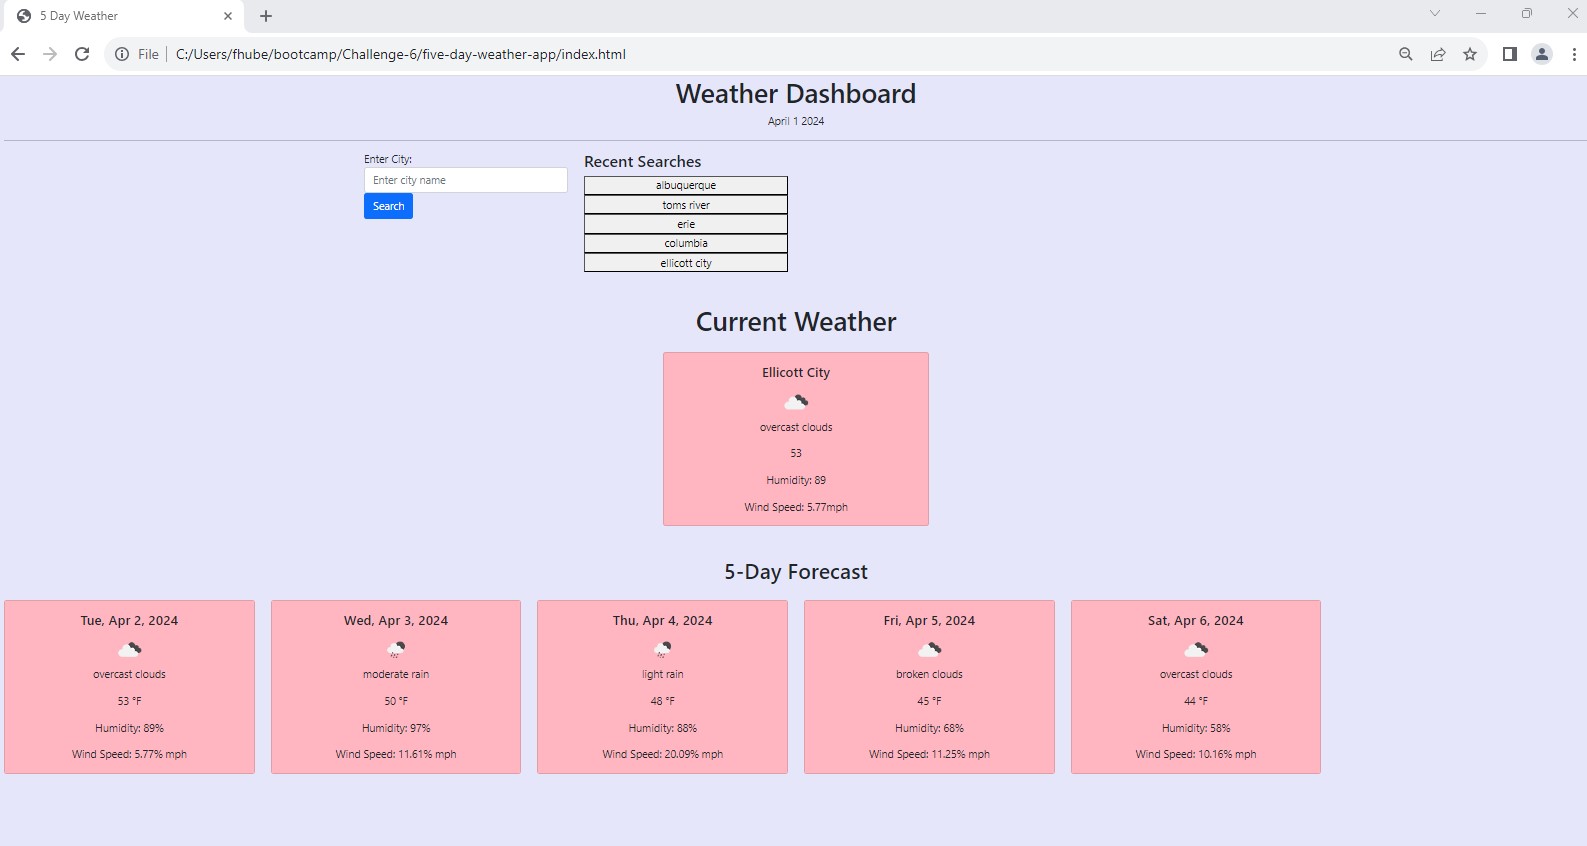 5 Day Weather
File
C:/Users/fhube/bootcamp/Challenge-6/five-day-weather-app/index.html
Weather Dashboard
April 1 2024
Enter City:
Enter city name
Search
Recent Searches
albuquerque
toms river
erie
columbia
ellicott city
Current Weather
Ellicott City
overcast clouds
53
Humidity: 89
Wind Speed: 5.77mph
5-Day Forecast
Tue, Apr 2, 2024
overcast clouds
53 °F
Humidity: 89%
Wind Speed: 5.77% mph
Wed, Apr 3, 2024
moderate rain
50 °F
Humidity: 97%
Wind Speed: 11.61% mph
Thu, Apr 4, 2024
light rain
48 °F
Humidity: 88%
Wind Speed: 20.09% mph
Fri, Apr 5, 2024
broken clouds
45 °F
Humidity: 68%
Wind Speed: 11.25% mph
Sat, Apr 6, 2024
overcast clouds
44 °F
Humidity: 58%
Wind Speed: 10.16% mph